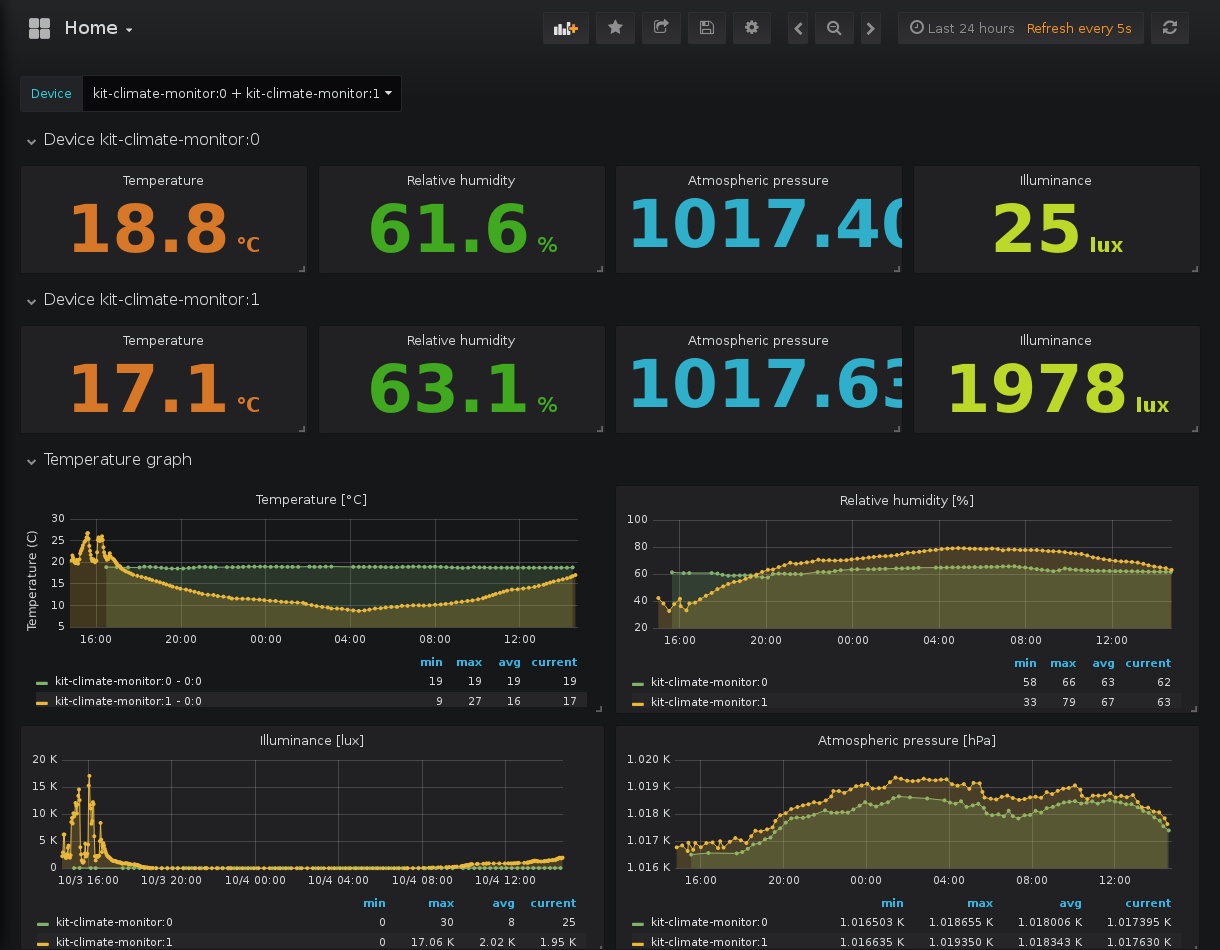 Home
Last 24 hours Refresh every 5s
Device kit-climate-monitor:0 + kit-climate-monitor:1
Device kit-climate-monitor:0
Temperature Relative humidity Atmospheric pressure Illuminance
18.8 °C 61.6 % 1017.40 25 lux
Device kit-climate-monitor:1
Temperature Relative humidity Atmospheric pressure Illuminance
17.1 °C 63.1 % 1017.63 1978 lux
Temperature graph
Temperature [°C]
Temperature (C)
30
25
20
15
10
5
16:00 20:00 00:00 04:00 08:00 12:00
min max avg current
kit-climate-monitor:0 - 0:0 19 19 19 19
kit-climate-monitor:1 - 0:0 9 27 16 17
Relative humidity [%]
100
80
60
40
20
16:00 20:00 00:00 04:00 08:00 12:00
min max avg current
kit-climate-monitor:0 58 66 63 62
kit-climate-monitor:1 33 79 67 63
Illuminance [lux]
20 K
15 K
10 K
5 K
0
10/3 16:00 10/3 20:00 10/4 00:00 10/4 04:00 10/4 08:00 10/4 12:00
min max avg current
kit-climate-monitor:0 0 30 8 25
kit-climate-monitor:1 0 17.06 K 2.02 K 1.95 K
Atmospheric pressure [hPa]
1.020 K
1.019 K
1.018 K
1.017 K
1.016 K
16:00 20:00 00:00 04:00 08:00 12:00
min max avg current
kit-climate-monitor:0 1.016503 K 1.018655 K 1.018006 K 1.017395 K
kit-climate-monitor:1 1.016635 K 1.019350 K 1.018343 K 1.017630 K